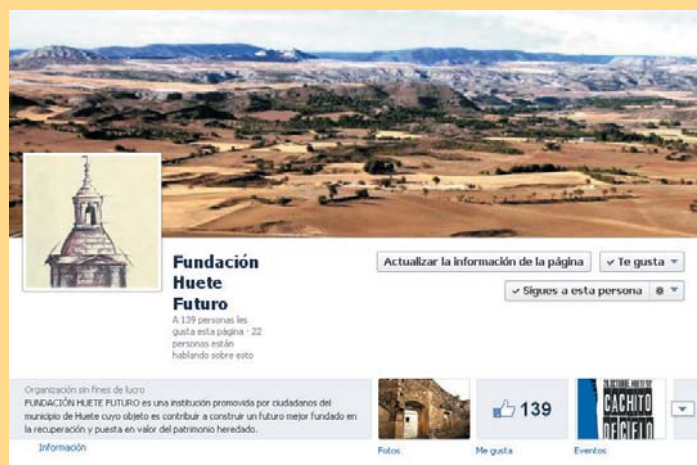 Fundación
Huete
Futuro
A 139 personas les
gusta esta página · 22
personas están
hablando sobre esto
Actualizar la información de la página
Te gusta
Sigues a esta persona
Organización sin fines de lucro
FUNDACIÓN HUETE FUTURO es una institución promovida por ciudadanos del
municipio de Huete cuyo objeto es contribuir a construir un futuro mejor fundado en
la recuperación y puesta en valor del patrimonio heredado.
Información
139
CACHITO
DE CIELO
Fotos
Me gusta
Eventos